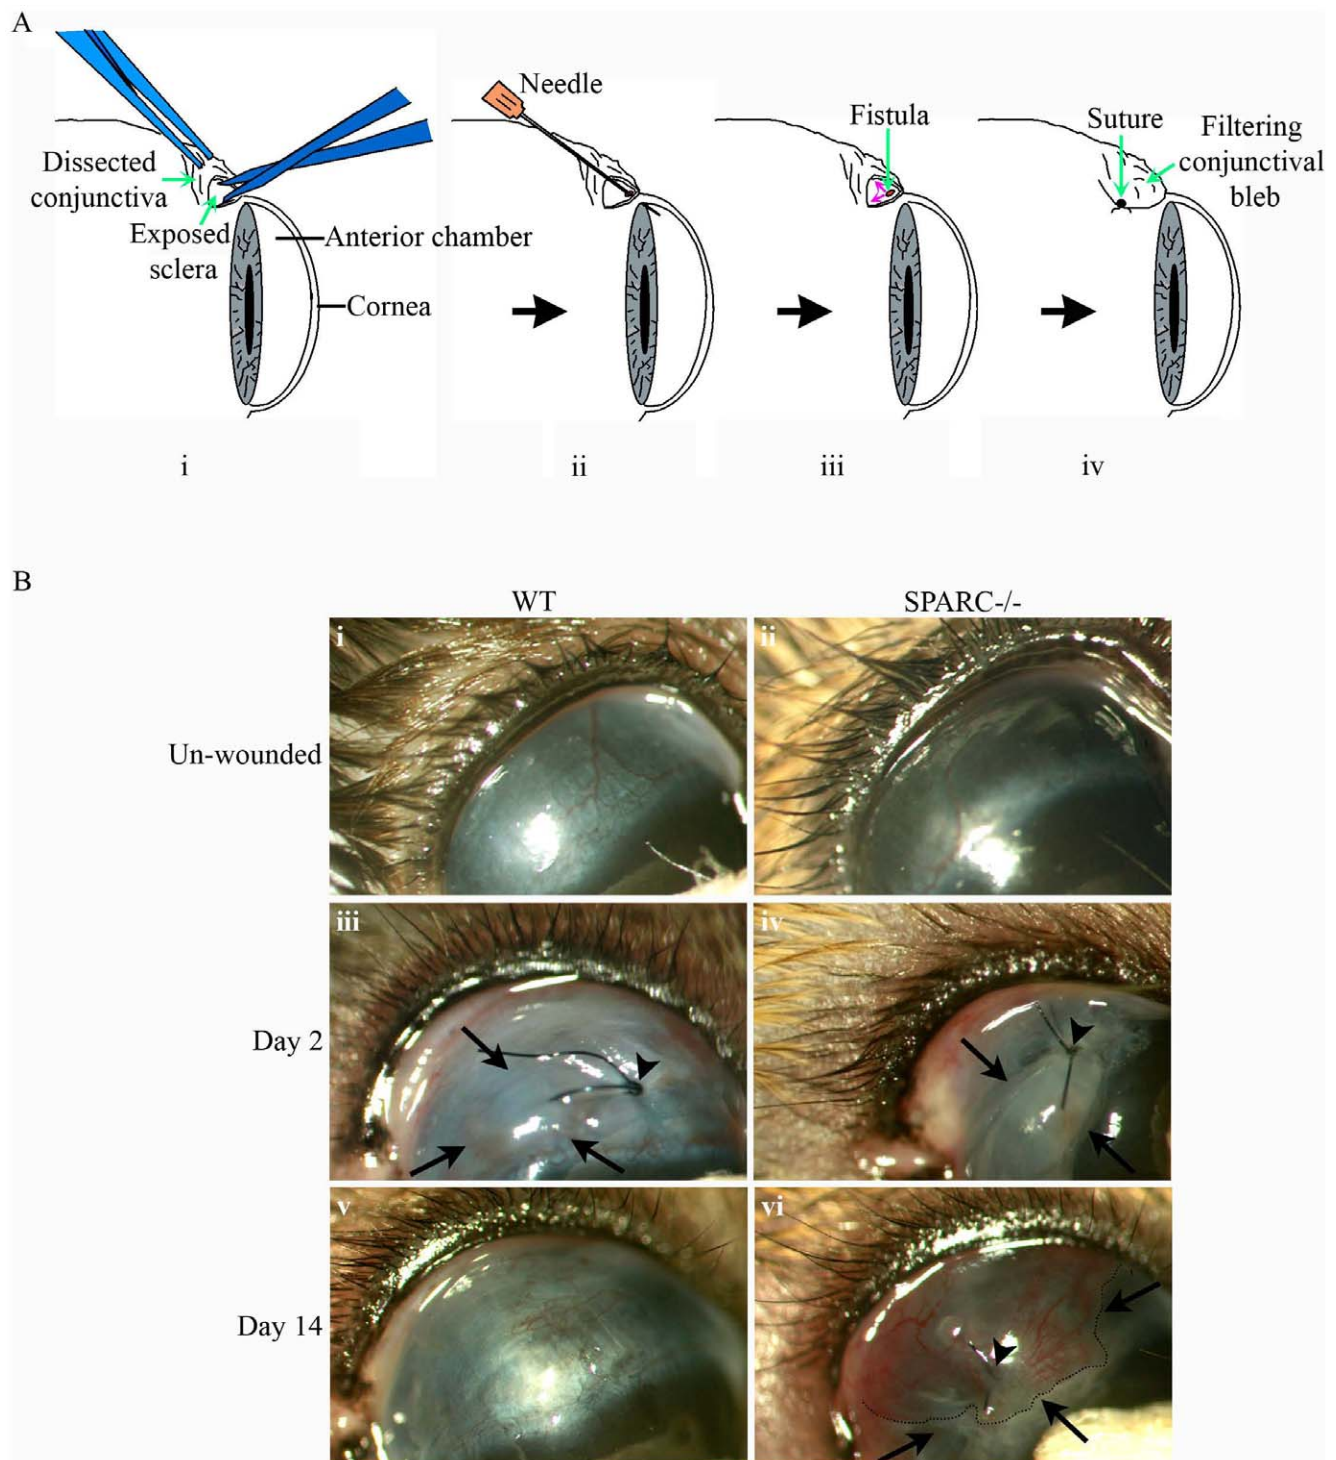 A
Needle
Fistula
Suture
Filtering
conjunctival
bleb
Dissected
conjunctiva
Exposed
sclera
Anterior chamber
Cornea
i
ii
iii
iv
B
WT
SPARC-/-
Un-wounded
i
ii
Day 2
iii
iv
Day 14
v
vi